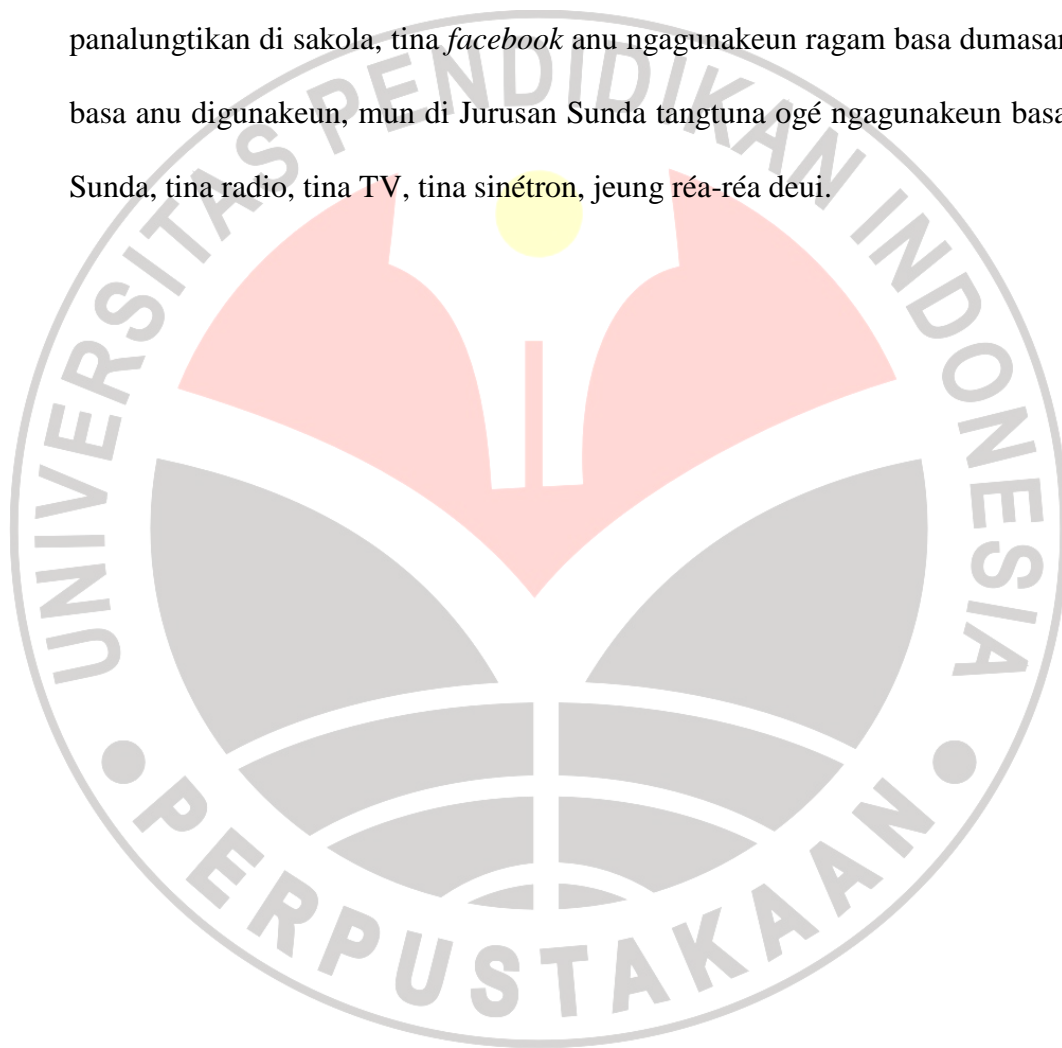 panalungtikan di sakola, tina facebook anu ngagunakeun ragam basa dumasar
basa anu digunakeun, mun di Jurusan Sunda tangtuna ogé ngagunakeun basa
Sunda, tina radio, tina TV, tina sinétron, jeung réa-réa deui.
UNIVERSITAS PENDIDIKAN INDONESIA
PERPUSTAKAAN